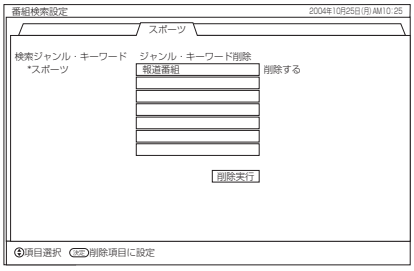 番組検索設定 2004年10月25日(月)AM10:25
スポーツ
検索ジャンル・キーワード ジャンル・キーワード削除
*スポーツ 報道番組 削除する
削除実行
項目選択 決定 削除項目に設定